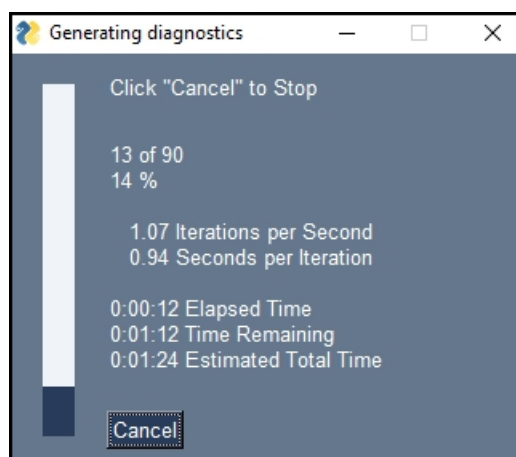 Generating diagnostics
Click "Cancel" to Stop
13 of 90
14 %
1.07 Iterations per Second
0.94 Seconds per Iteration
0:00:12 Elapsed Time
0:01:12 Time Remaining
0:01:24 Estimated Total Time
Cancel